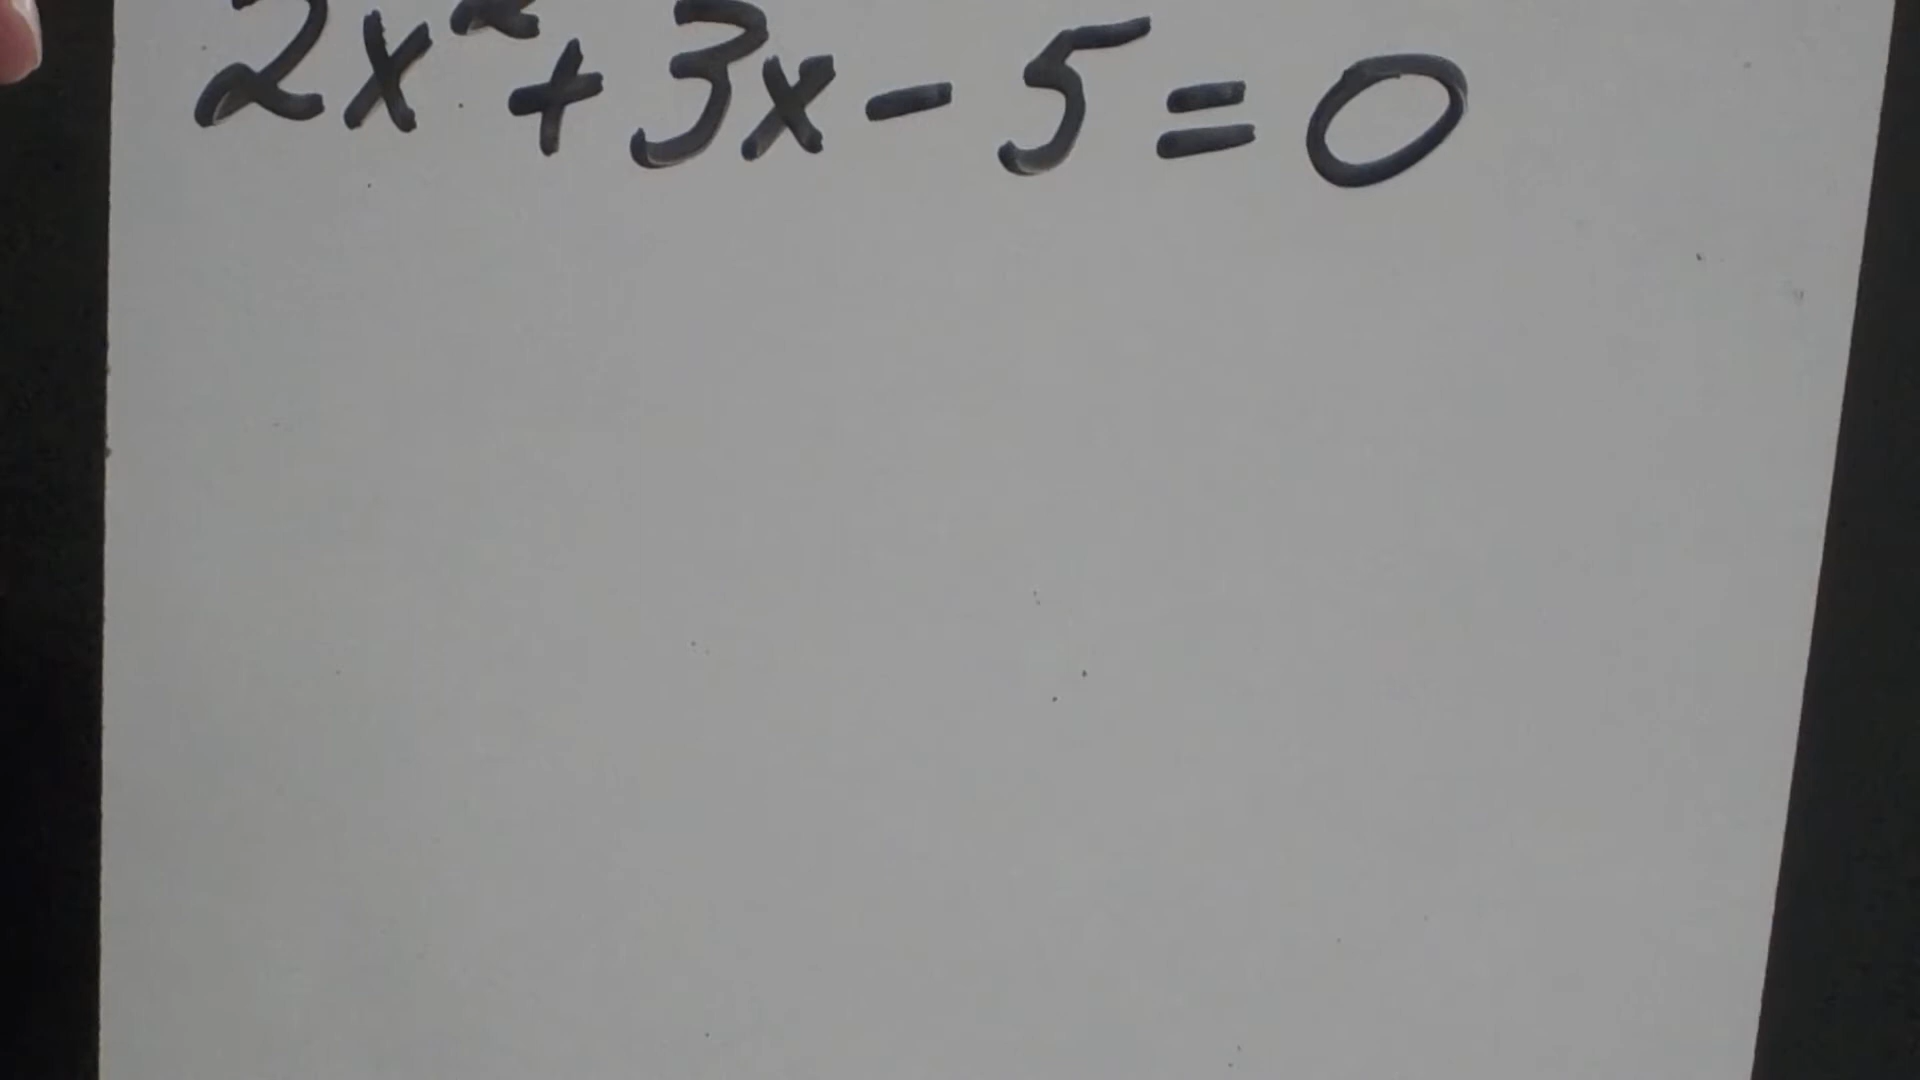 2x² + 3x - 5 = 0